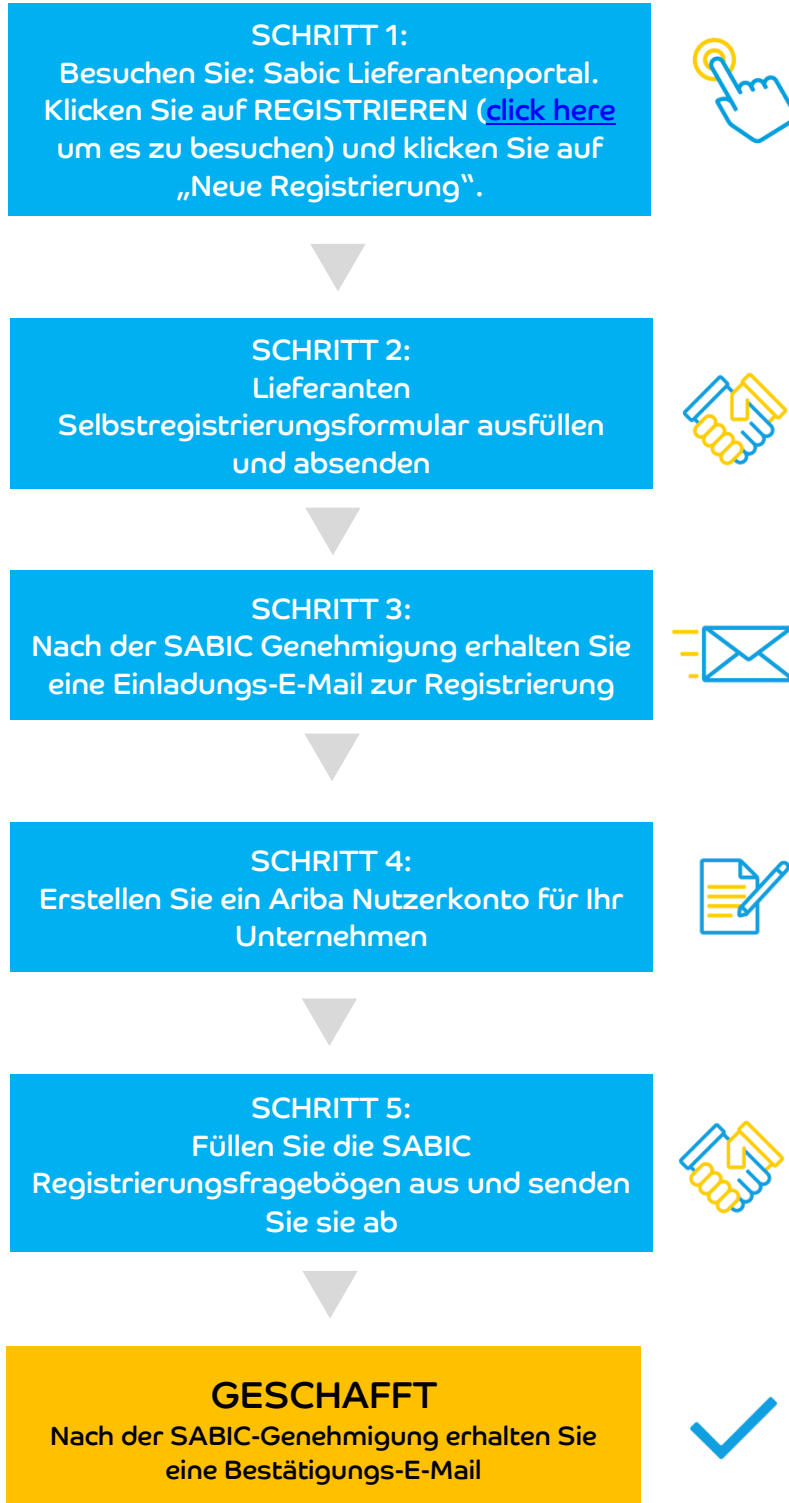 SCHRITT 1:
Besuchen Sie: Sabic Lieferantenportal.
Klicken Sie auf REGISTRIEREN (click here
um es zu besuchen) und klicken Sie auf
„Neue Registrierung‟.
SCHRITT 2:
Lieferanten
Selbstregistrierungsformular ausfüllen
und absenden
SCHRITT 3:
Nach der SABIC Genehmigung erhalten Sie
eine Einladungs-E-Mail zur Registrierung
SCHRITT 4:
Erstellen Sie ein Ariba Nutzerkonto für Ihr
Unternehmen
SCHRITT 5:
Füllen Sie die SABIC
Registrierungsfragebögen aus und senden
Sie sie ab
GESCHAFFT
Nach der SABIC-Genehmigung erhalten Sie
eine Bestätigungs-E-Mail